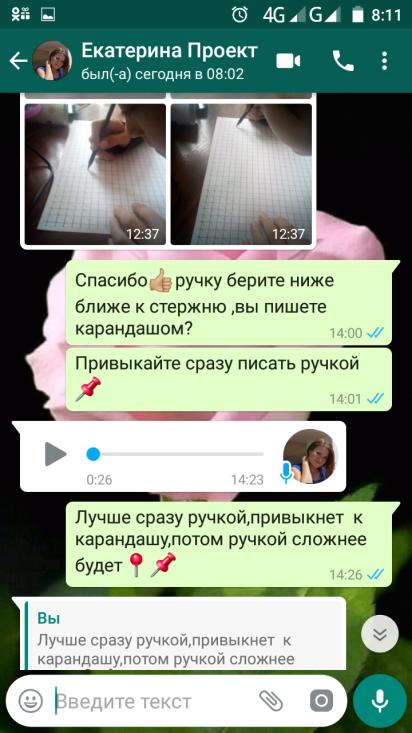 4G G 8:11
Екатерина Проект
был(-а) сегодня в 08:02
12:37 12:37
Спасибо👍🏼ручку берите ниже
ближе к стержню ,вы пишете
карандашом?
14:00
Привыкайте сразу писать ручкой
📌
14:01
0:26 14:23
Лучше сразу ручкой,привыкнет к
карандашу,потом ручкой сложнее
будет📍📌
14:26
Вы
Лучше сразу ручкой,привыкнет к
карандашу,потом ручкой сложнее
Введите текст